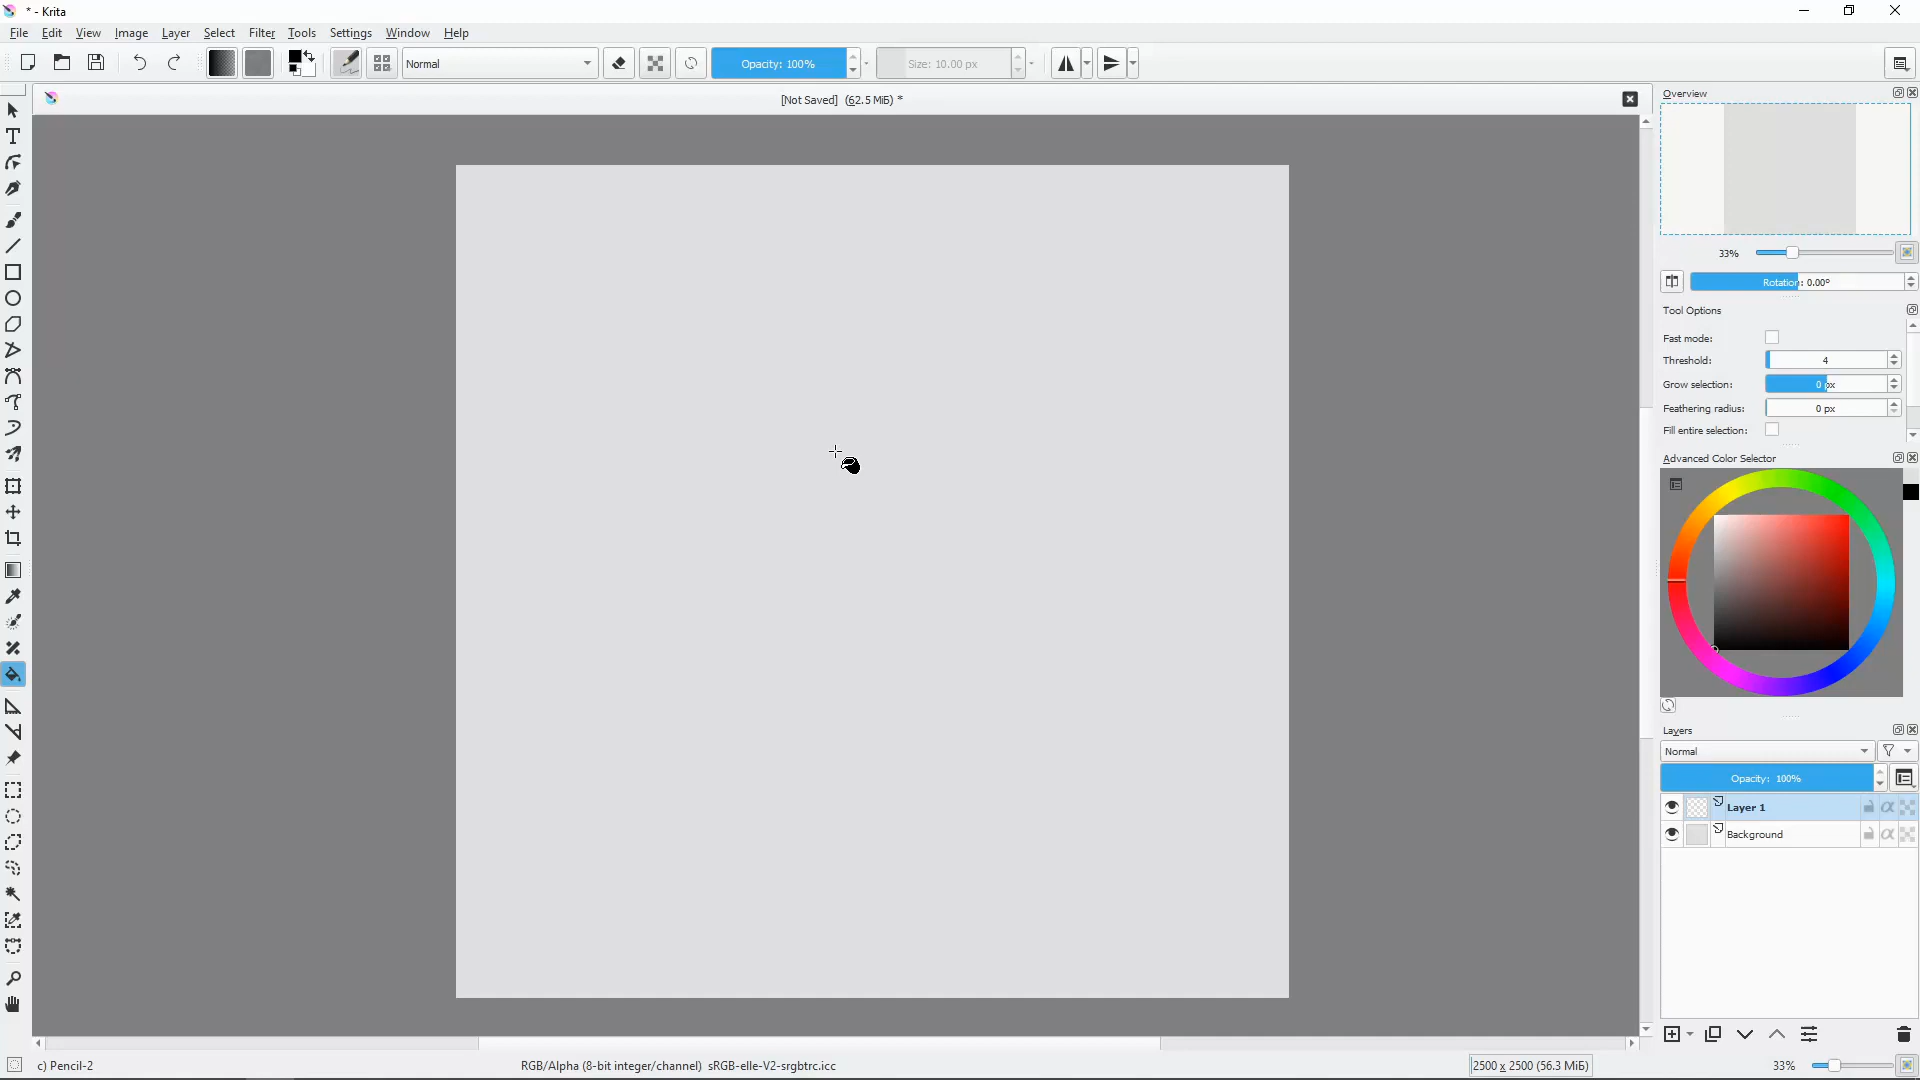 * - Krita
File Edit View Image Layer Select Filter Tools Settings Window Help
Normal
Opacity: 100%
Size: 10.00 px
[Not Saved] (62.5 MiB) *
Overview
33%
Rotation: 0.00°
Tool Options
Fast mode:
Threshold: 4
Grow selection: 0 px
Feathering radius: 0 px
Fill entire selection:
Advanced Color Selector
Layers
Normal
Opacity: 100%
Layer 1
Background
c) Pencil-2
RGB/Alpha (8-bit integer/channel) sRGB-elle-V2-srgbtrc.icc
2500 x 2500 (56.3 MiB)
33%